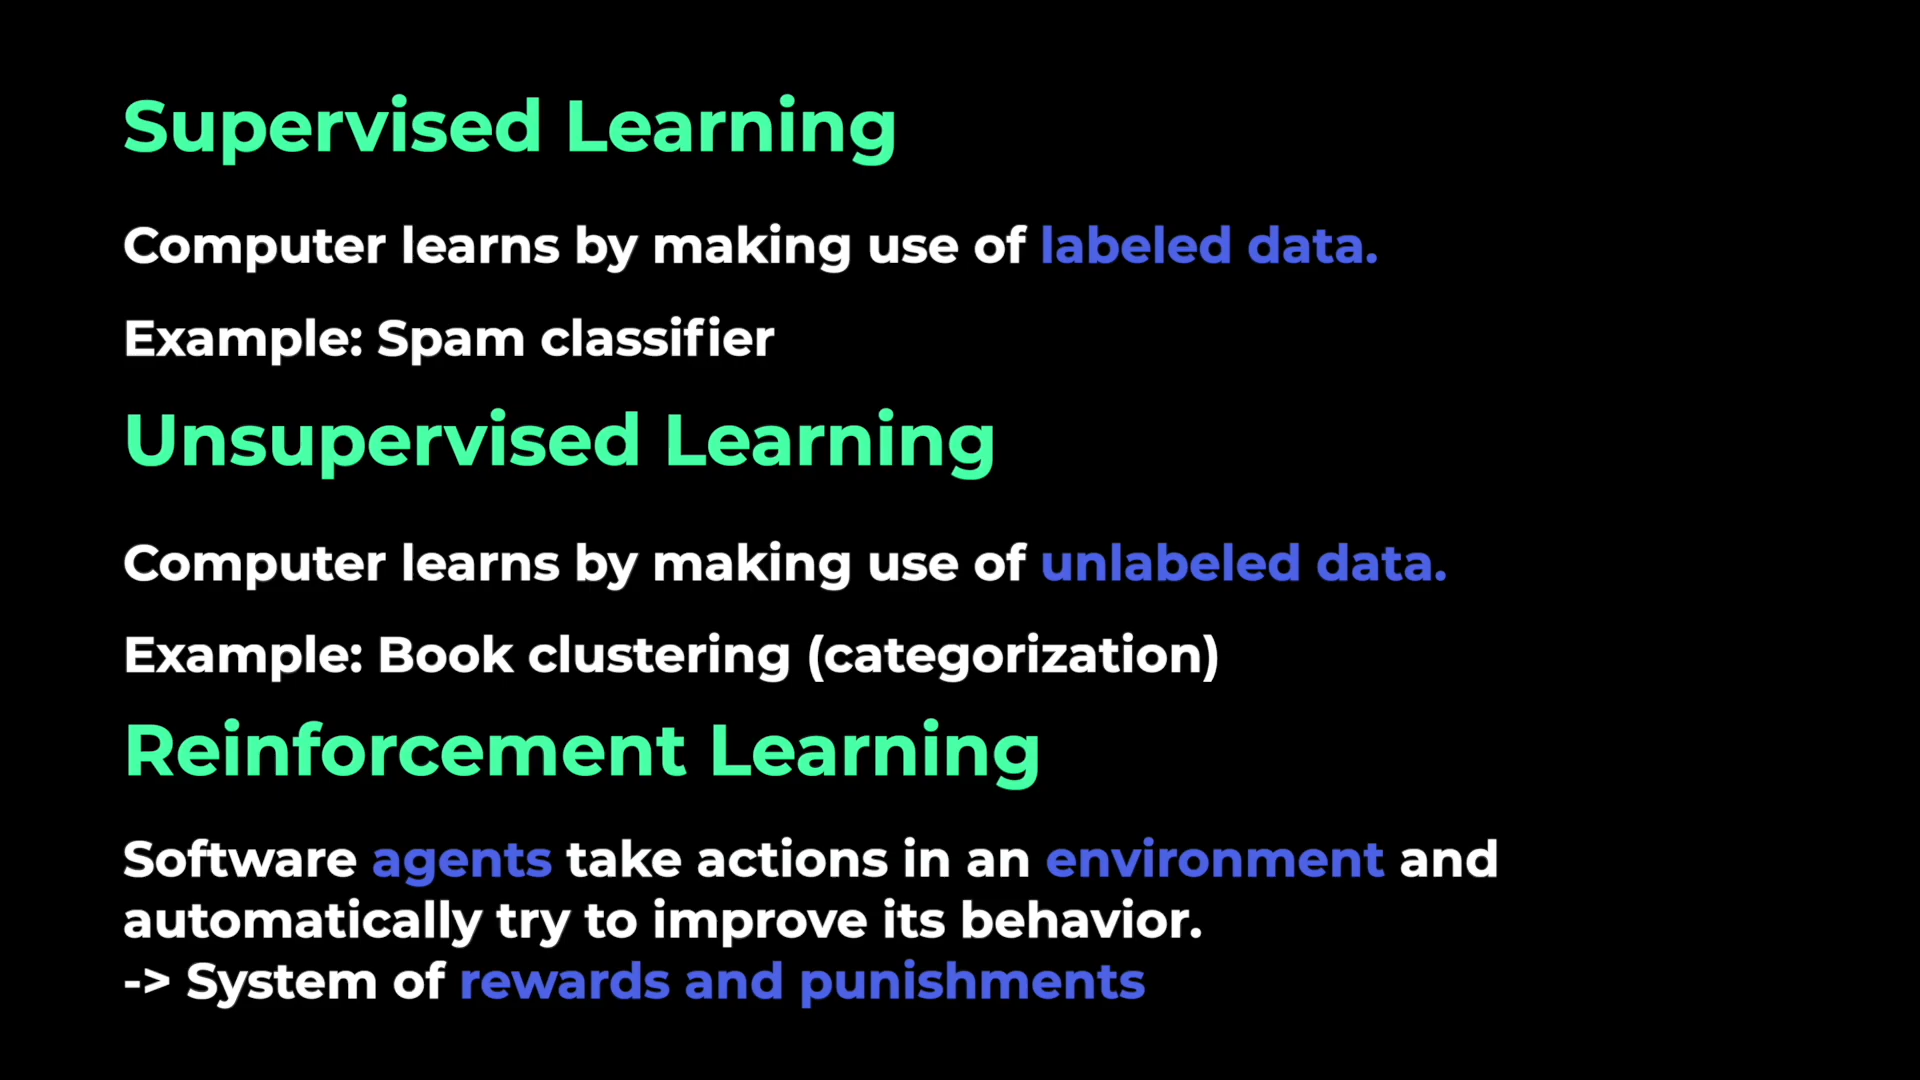 Supervised Learning
Computer learns by making use of labeled data.
Example: Spam classifier
Unsupervised Learning
Computer learns by making use of unlabeled data.
Example: Book clustering (categorization)
Reinforcement Learning
Software agents take actions in an environment and
automatically try to improve its behavior.
-> System of rewards and punishments